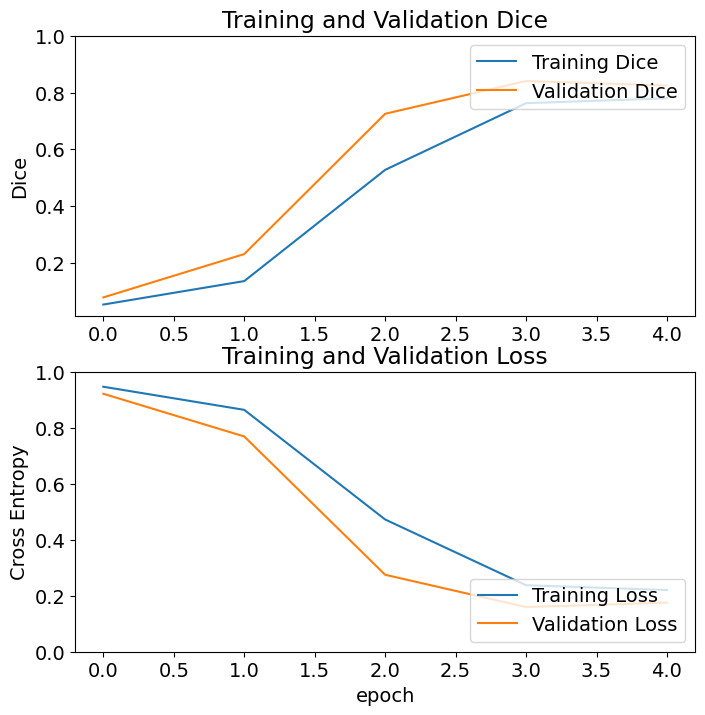 Training and Validation Dice
1.0
0.8
0.6
0.4
0.2
Dice
Training Dice
Validation Dice
0.0 0.5 1.0 1.5 2.0 2.5 3.0 3.5 4.0
Training and Validation Loss
1.0
0.8
0.6
0.4
0.2
0.0
Cross Entropy
Training Loss
Validation Loss
0.0 0.5 1.0 1.5 2.0 2.5 3.0 3.5 4.0
epoch